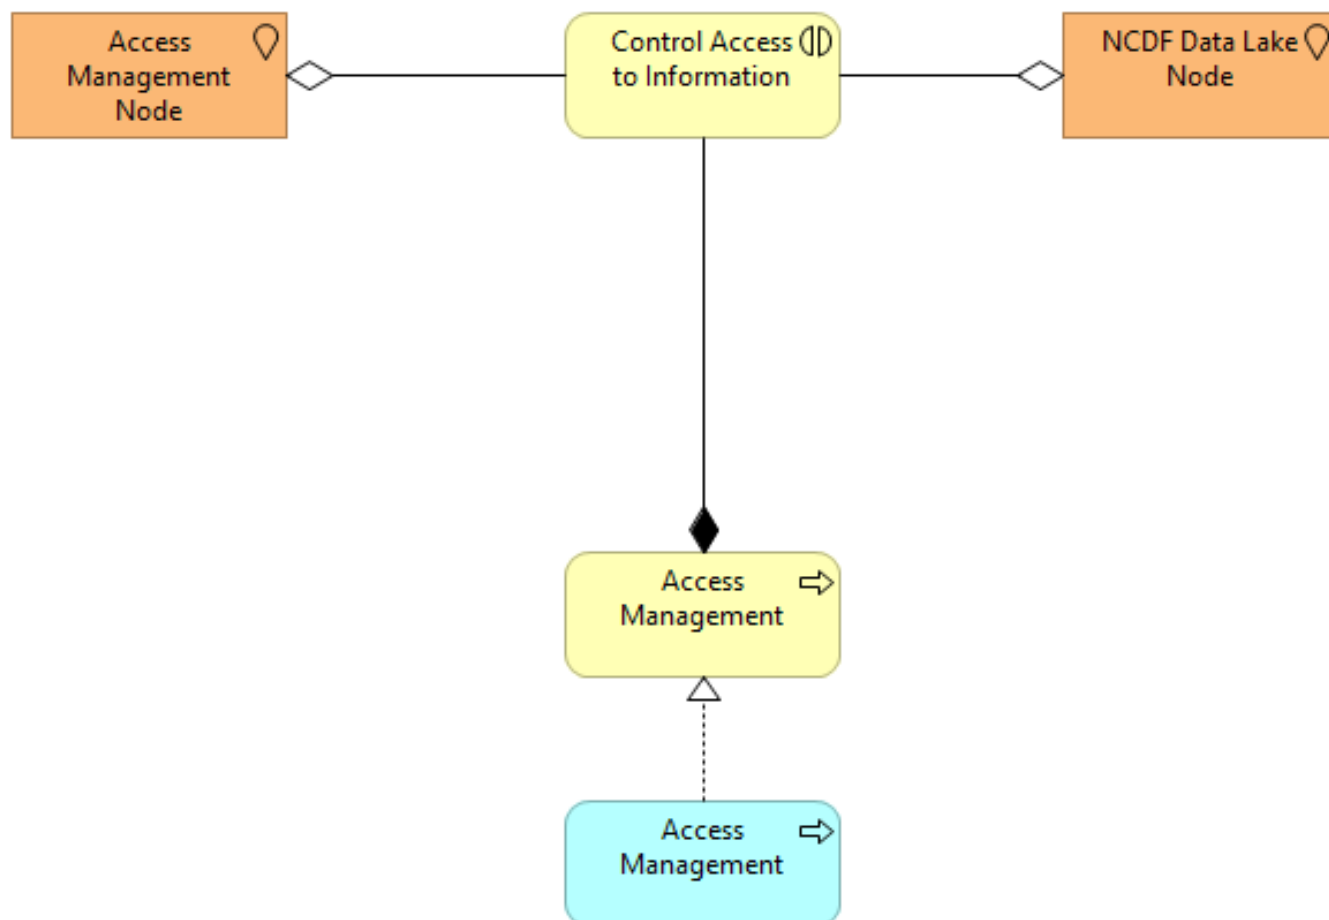 Access
Management
Node
Control Access
to Information
NCDF Data Lake
Node
Access
Management
Access
Management